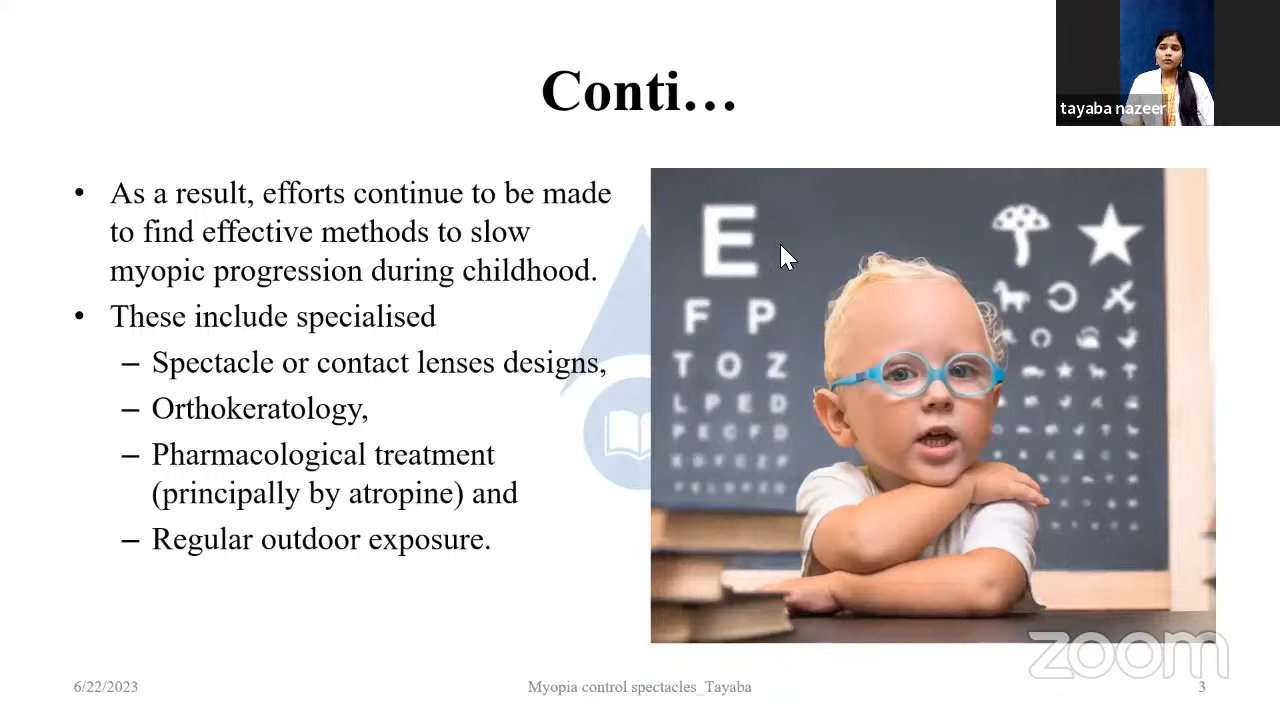 Conti…
tayaba nazeer
• As a result, efforts continue to be made
to find effective methods to slow
myopic progression during childhood.
• These include specialised
– Spectacle or contact lenses designs,
– Orthokeratology,
– Pharmacological treatment
(principally by atropine) and
– Regular outdoor exposure.
E
F P
T O Z
L P E D
P E C F D
E D F C Z P
zoom
6/22/2023
Myopia control spectacles_Tayaba
3